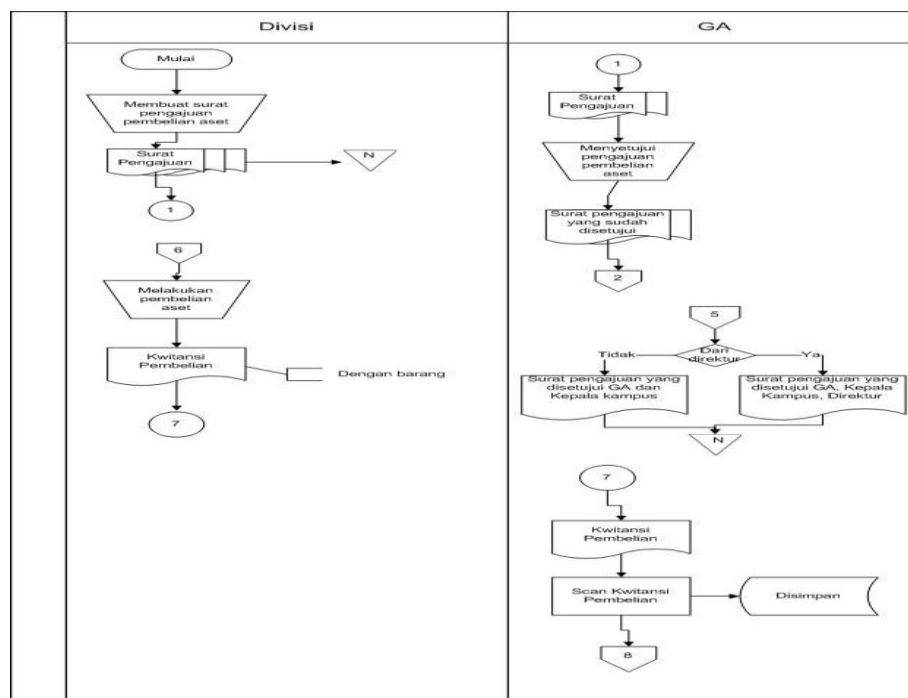 Divisi
GA
Mulai
Membuat surat
pengajuan
pembelian aset
Surat
Pengajuan
N
1
6
Melakukan
pembelian
aset
Kwitansi
Pembelian
Dengan barang
7
1
Surat
Pengajuan
Menyetujui
pengajuan
pembelian
aset
Surat pengajuan
yang sudah
disetujui
2
5
Dari
direktur
Tidak
Ya
Surat pengajuan yang
disetujui GA dan
Kepala kampus
Surat pengajuan yang
disetujui GA, Kepala
Kampus, Direktur
N
7
Kwitansi
Pembelian
Scan Kwitansi
Pembelian
Disimpan
8